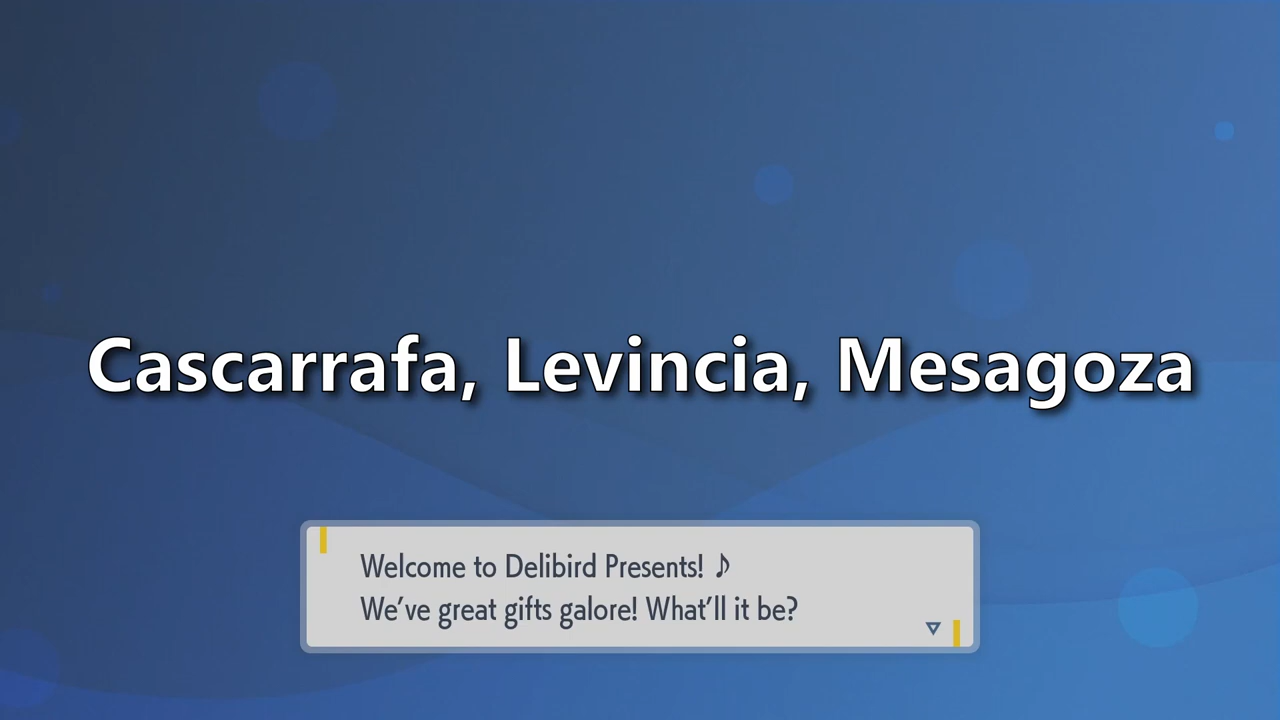 Cascarrafa, Levincia, Mesagoza
Welcome to Delibird Presents! ♪
We've great gifts galore! What'll it be?